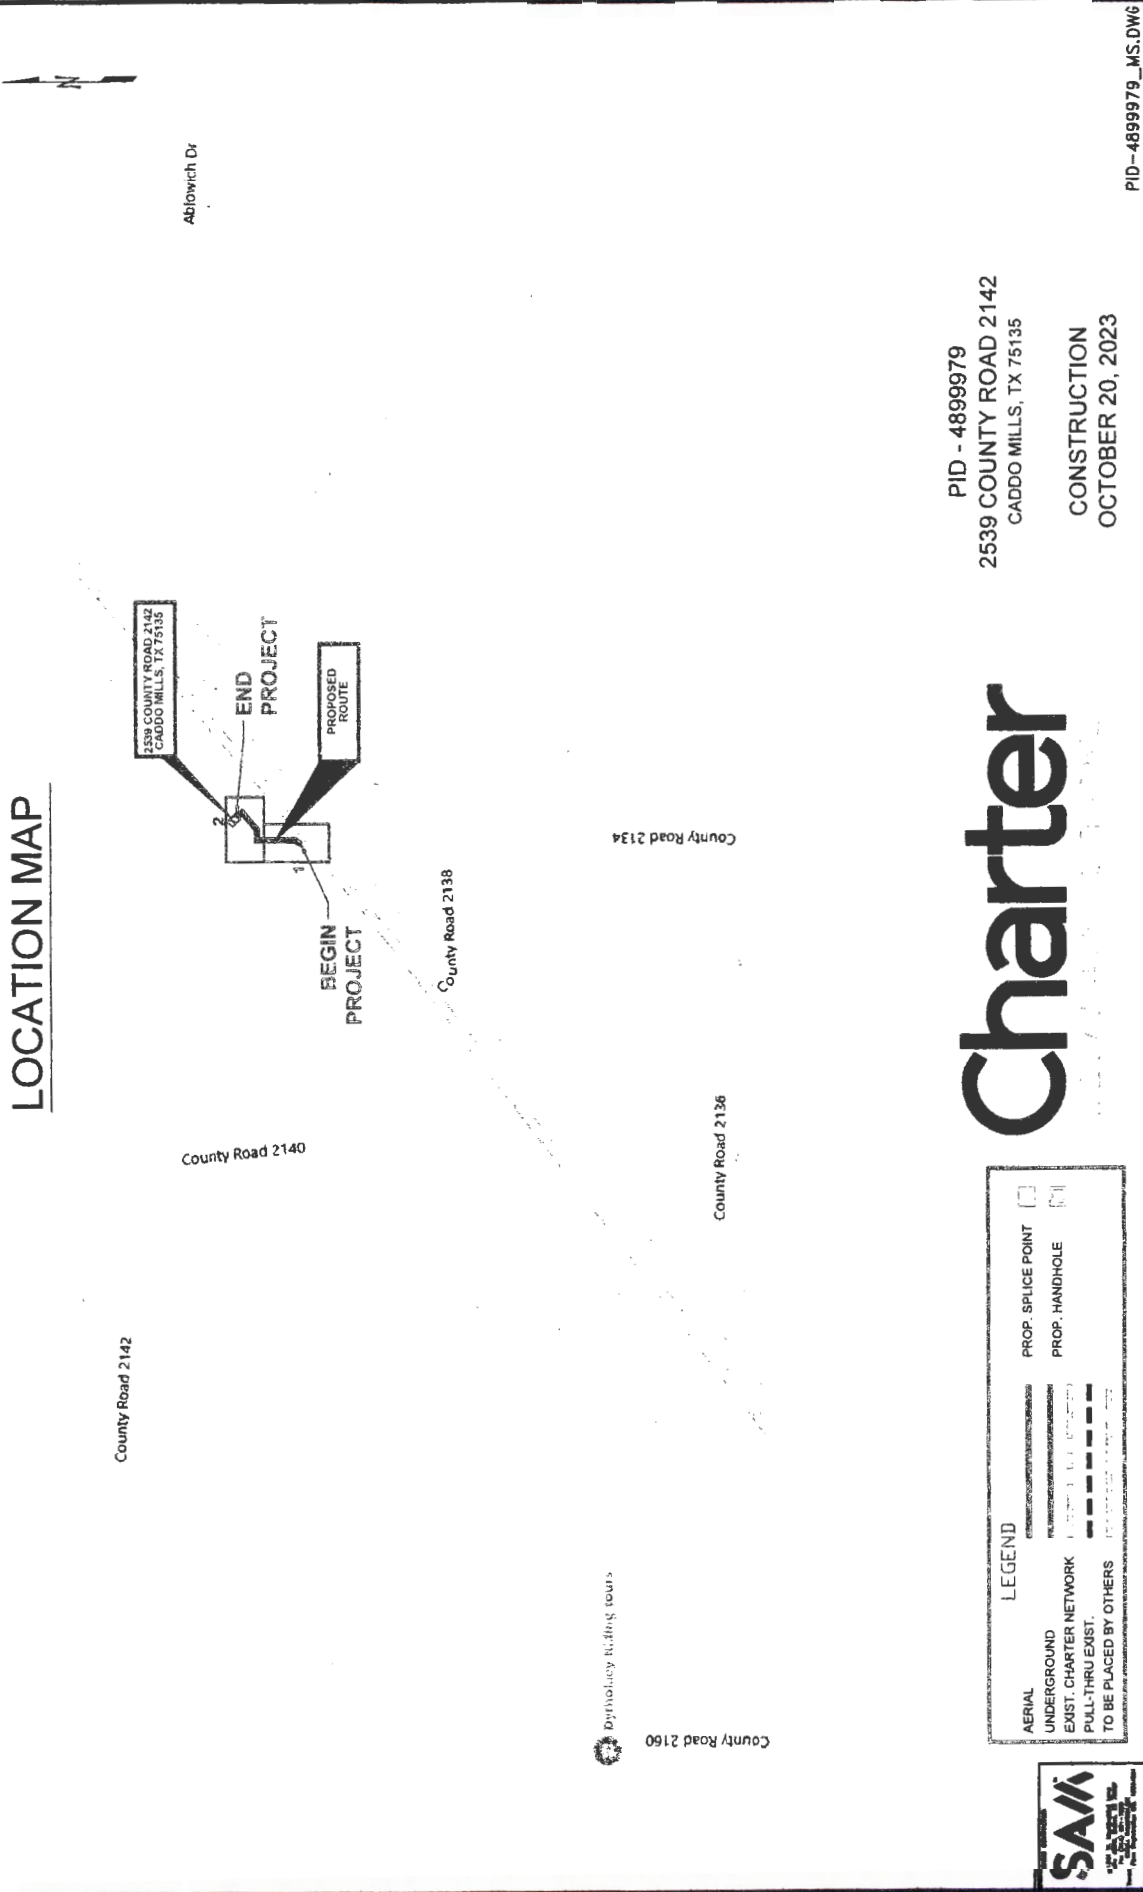 LOCATION MAP
N
Ablowich Dr
2539 COUNTY ROAD 2142
CADDO MILLS, TX 75135
2
END
PROJECT
PROPOSED
ROUTE
1
BEGIN
PROJECT
County Road 2142
County Road 2140
County Road 2138
County Road 2134
County Road 2136
County Road 2160
LEGEND
AERIAL
UNDERGROUND
EXIST. CHARTER NETWORK
PULL-THRU EXIST.
TO BE PLACED BY OTHERS
PROP. SPLICE POINT
PROP. HANDHOLE
SAM
Charter
PID - 4899979
2539 COUNTY ROAD 2142
CADDO MILLS, TX 75135
CONSTRUCTION
OCTOBER 20, 2023
PID-4899979_MS.DWG